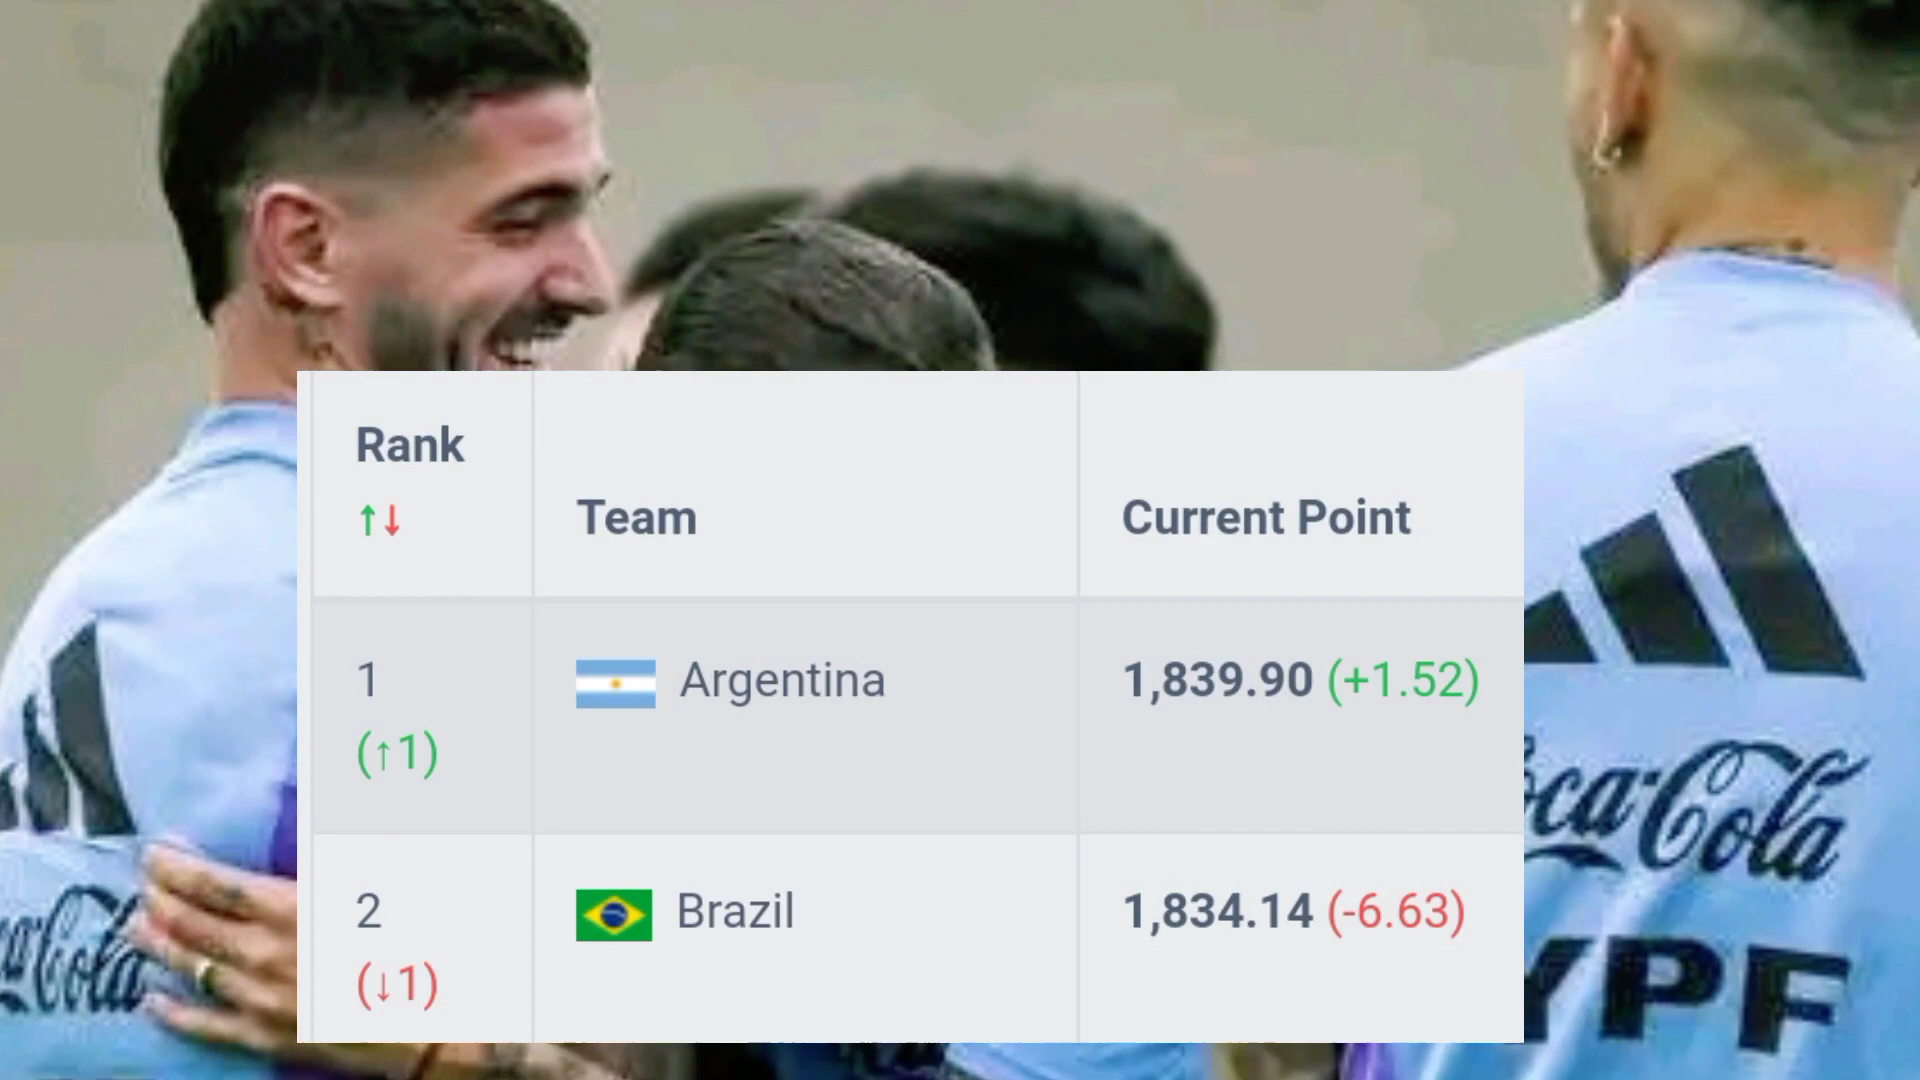 Rank
↑↓
Team
Current Point
1
(↑1)
Argentina
1,839.90 (+1.52)
2
(↓1)
Brazil
1,834.14 (-6.63)
Coca-Cola
YPF